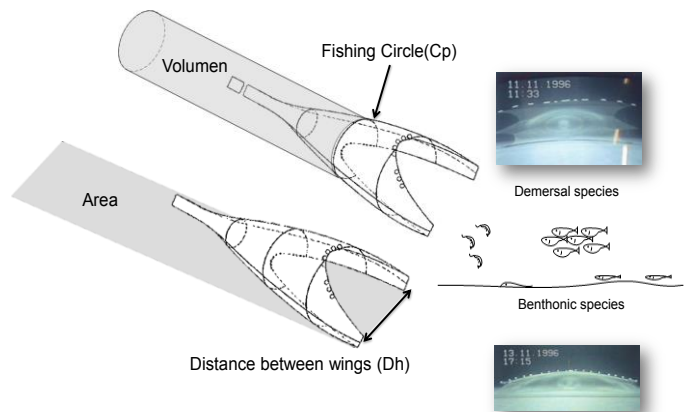 Fishing Circle(Cp)
Volumen
11.11.1996
11:33
Demersal species
Area
Benthonic species
Distance between wings (Dh)
13.11.1996
17:15